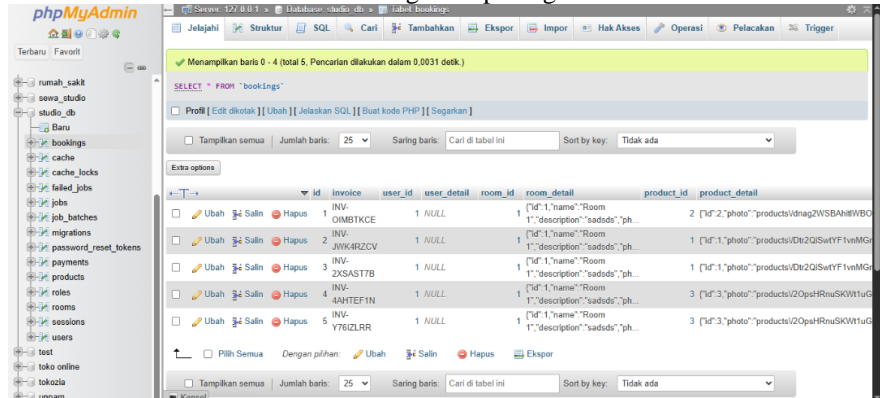 phpMyAdmin
Terbaru Favorit
rumah_sakit
sewa_studio
studio_db
Baru
bookings
cache
cache_locks
failed_jobs
jobs
job_batches
migrations
password_reset_tokens
payments
products
roles
rooms
sessions
users
test
toko online
tokozia
unpam
Server: 127.0.0.1 » Database: studio_db » Tabel: bookings
Jelajahi Struktur SQL Cari Tambahkan Ekspor Impor Hak Akses Operasi Pelacakan Trigger
Menampilkan baris 0 - 4 (total 5, Pencarian dilakukan dalam 0,0031 detik.)
SELECT * FROM `bookings`
Profil [ Edit dikotak ] [ Ubah ] [ Jelaskan SQL ] [ Buat kode PHP ] [ Segarkan ]
Tampilkan semua | Jumlah baris: 25 Saring baris: Cari di tabel ini Sort by key: Tidak ada
Extra options
←T→ id invoice user_id user_detail room_id room_detail product_id product_detail
Ubah Salin Hapus 1 INV- 1 NULL 1 {"id":1,"name":"Room 2 {"id":2,"photo":"products\/dnag2WSBAhitlWBO
OIMBTKCE 1","description":"sadsds","ph...
Ubah Salin Hapus 2 INV- 1 NULL 1 {"id":1,"name":"Room 1 {"id":1,"photo":"products\/Dtr2QiSwtYF1vnMGr
JWK4RZCV 1","description":"sadsds","ph...
Ubah Salin Hapus 3 INV- 1 NULL 1 {"id":1,"name":"Room 1 {"id":1,"photo":"products\/Dtr2QiSwtYF1vnMGr
2XSAST7B 1","description":"sadsds","ph...
Ubah Salin Hapus 4 INV- 1 NULL 1 {"id":1,"name":"Room 3 {"id":3,"photo":"products\/2OpsHRnuSKWt1uG
4AHTEF1N 1","description":"sadsds","ph...
Ubah Salin Hapus 5 INV- 1 NULL 1 {"id":1,"name":"Room 3 {"id":3,"photo":"products\/2OpsHRnuSKWt1uG
Y76IZLRR 1","description":"sadsds","ph...
Pilih Semua Dengan pilihan: Ubah Salin Hapus Ekspor
Tampilkan semua | Jumlah baris: 25 Saring baris: Cari di tabel ini Sort by key: Tidak ada
Konsol